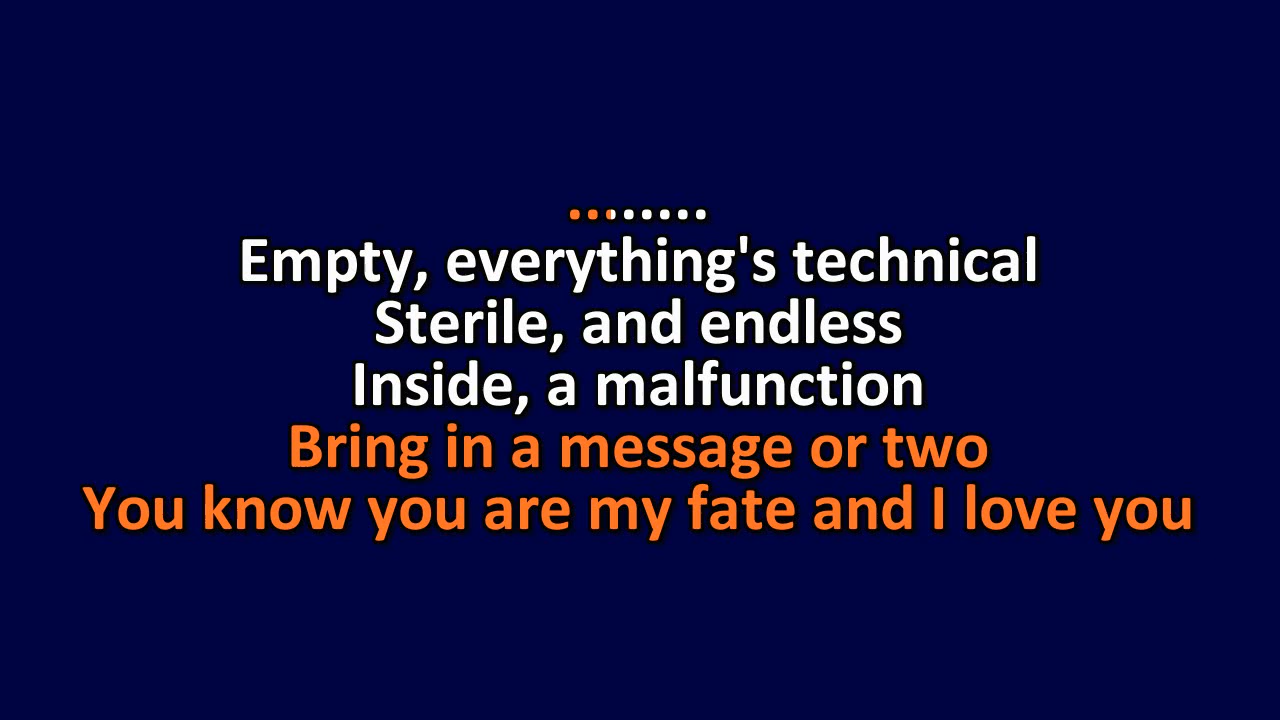 ........
Empty, everything's technical
Sterile, and endless
Inside, a malfunction
Bring in a message or two
You know you are my fate and I love you